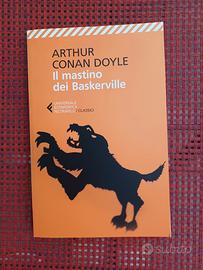 ARTHUR
CONAN DOYLE
Il mastino
dei Baskerville
UNIVERSALE
ECONOMICA
FELTRINELLI / CLASSICI
subito